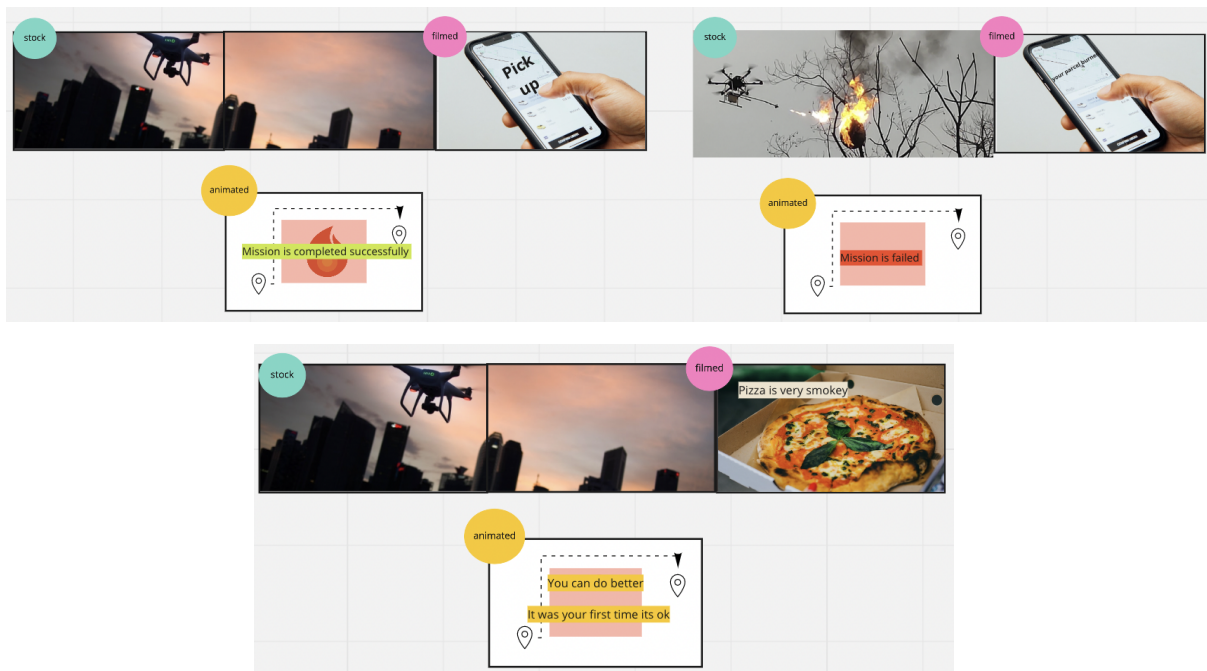 stock
filmed
Pick
up
animated
Mission is completed successfully
stock
filmed
your parcel burne
animated
Mission is failed
stock
filmed
Pizza is very smokey
animated
You can do better
It was your first time its ok